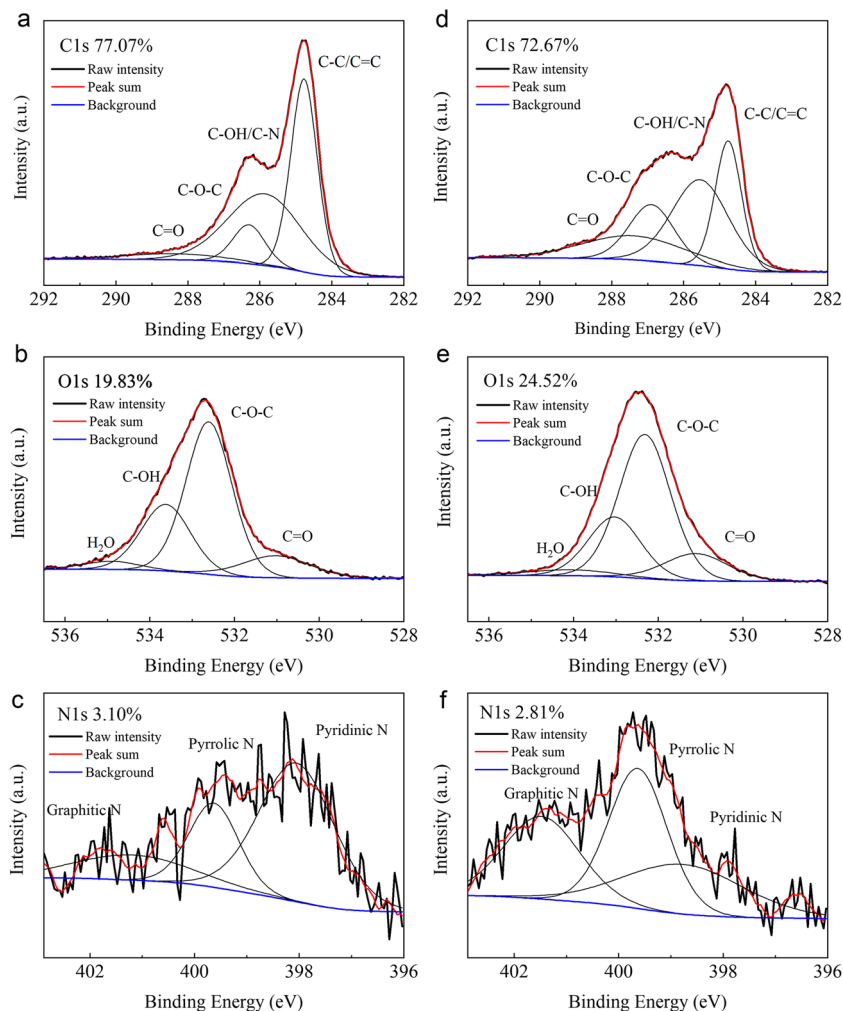 a
C1s 77.07%
Raw intensity
Peak sum
Background
C-C/C=C
C-OH/C-N
C-O-C
C=O
Intensity (a.u.)
292 290 288 286 284 282
Binding Energy (eV)
d
C1s 72.67%
Raw intensity
Peak sum
Background
C-OH/C-N
C-C/C=C
C-O-C
C=O
Intensity (a.u.)
292 290 288 286 284 282
Binding Energy (eV)
b
O1s 19.83%
Raw intensity
Peak sum
Background
C-O-C
C-OH
H₂O
C=O
Intensity (a.u.)
536 534 532 530 528
Binding Energy (eV)
e
O1s 24.52%
Raw intensity
Peak sum
Background
C-O-C
C-OH
H₂O
C=O
Intensity (a.u.)
536 534 532 530 528
Binding Energy (eV)
c
N1s 3.10%
Raw intensity
Peak sum
Background
Pyrrolic N
Pyridinic N
Graphitic N
Intensity (a.u.)
402 400 398 396
Binding Energy (eV)
f
N1s 2.81%
Raw intensity
Peak sum
Background
Pyrrolic N
Graphitic N
Pyridinic N
Intensity (a.u.)
402 400 398 396
Binding Energy (eV)